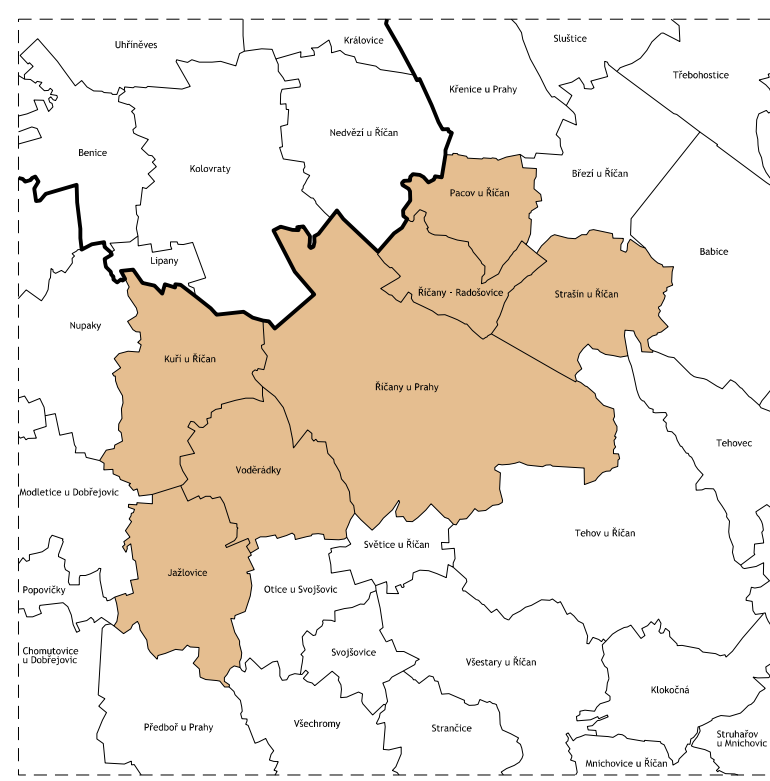 Uhříněves
Královice
Sluštice
Třebohostice
Křenice u Prahy
Nedvězí u Říčan
Benice
Kolovraty
Březí u Říčan
Pacov u Říčan
Babice
Lipany
Říčany - Radošovice
Strašín u Říčan
Nupaky
Kuří u Říčan
Říčany u Prahy
Tehovec
Voděrádky
Modletice u Dobřejovic
Tehov u Říčan
Světice u Říčan
Jažlovice
Popovičky
Otice u Svojšovic
Chomutovice
u Dobřejovic
Svojšovice
Všestary u Říčan
Klokočná
Předboř u Prahy
Všechromy
Strančice
Struhařov
u Mnichovic
Mnichovice u Říčan